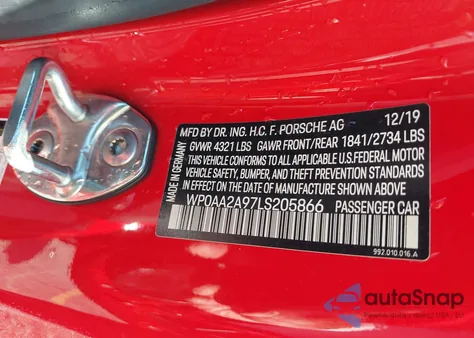 MFD BY DR. ING. H.C. F. PORSCHE AG 12/19
GVWR 4321 LBS GAWR FRONT/REAR 1841/2734 LBS
THIS VEHICLE CONFORMS TO ALL APPLICABLE U.S.FEDERAL MOTOR
VEHICLE SAFETY, BUMPER, AND THEFT PREVENTION STANDARDS
IN EFFECT ON THE DATE OF MANUFACTURE SHOWN ABOVE.
WP0AA2A97LS205866 PASSENGER CAR
MADE IN GERMANY
992.010.016.A
autoSnap